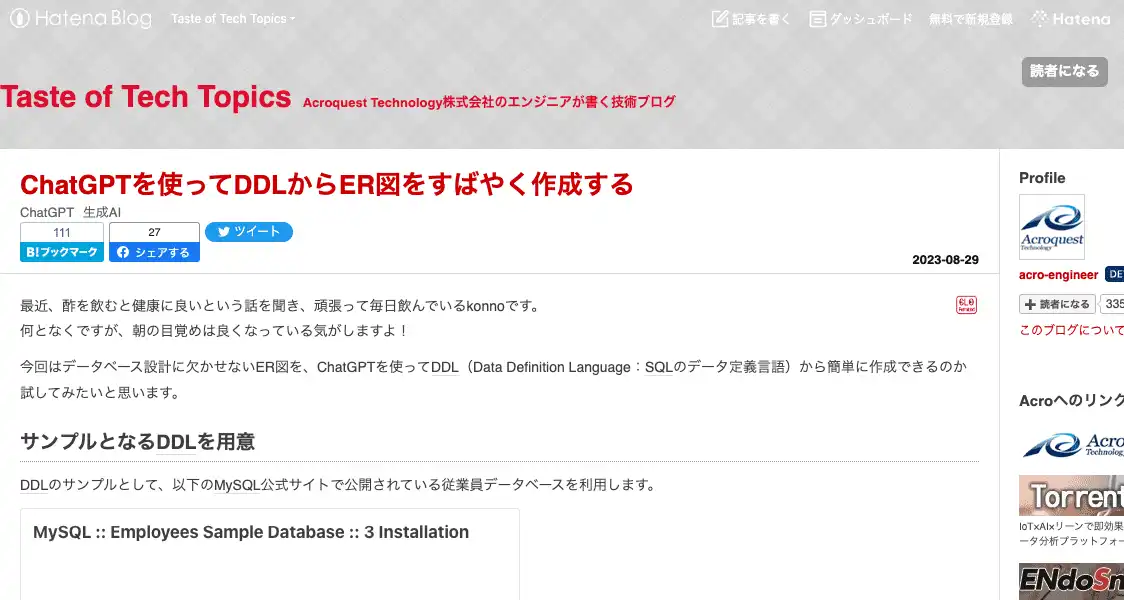 Hatena Blog
Taste of Tech Topics
記事を書く
ダッシュボード
無料で新規登録
Hatena
読者になる
Taste of Tech Topics Acroquest Technology株式会社のエンジニアが書く技術ブログ
ChatGPTを使ってDDLからER図をすばやく作成する
ChatGPT 生成AI
111
27
B!ブックマーク
シェアする
ツイート
2023-08-29
最近、酢を飲むと健康に良いという話を聞き、頑張って毎日飲んでいるkonnoです。
何となくですが、朝の目覚めは良くなっている気がしますよ！
今回はデータベース設計に欠かせないER図を、ChatGPTを使ってDDL（Data Definition Language：SQLのデータ定義言語）から簡単に作成できるのか
試してみたいと思います。
サンプルとなるDDLを用意
DDLのサンプルとして、以下のMySQL公式サイトで公開されている従業員データベースを利用します。
MySQL :: Employees Sample Database :: 3 Installation
Profile
Acroquest
Technology
acro-engineer
DE
読者になる
335
このブログについて
Acroへのリンク
Acro
Technology
Torrent
IoT×AI×リーンで即効果
ータ分析プラットフォー
ENdoSn